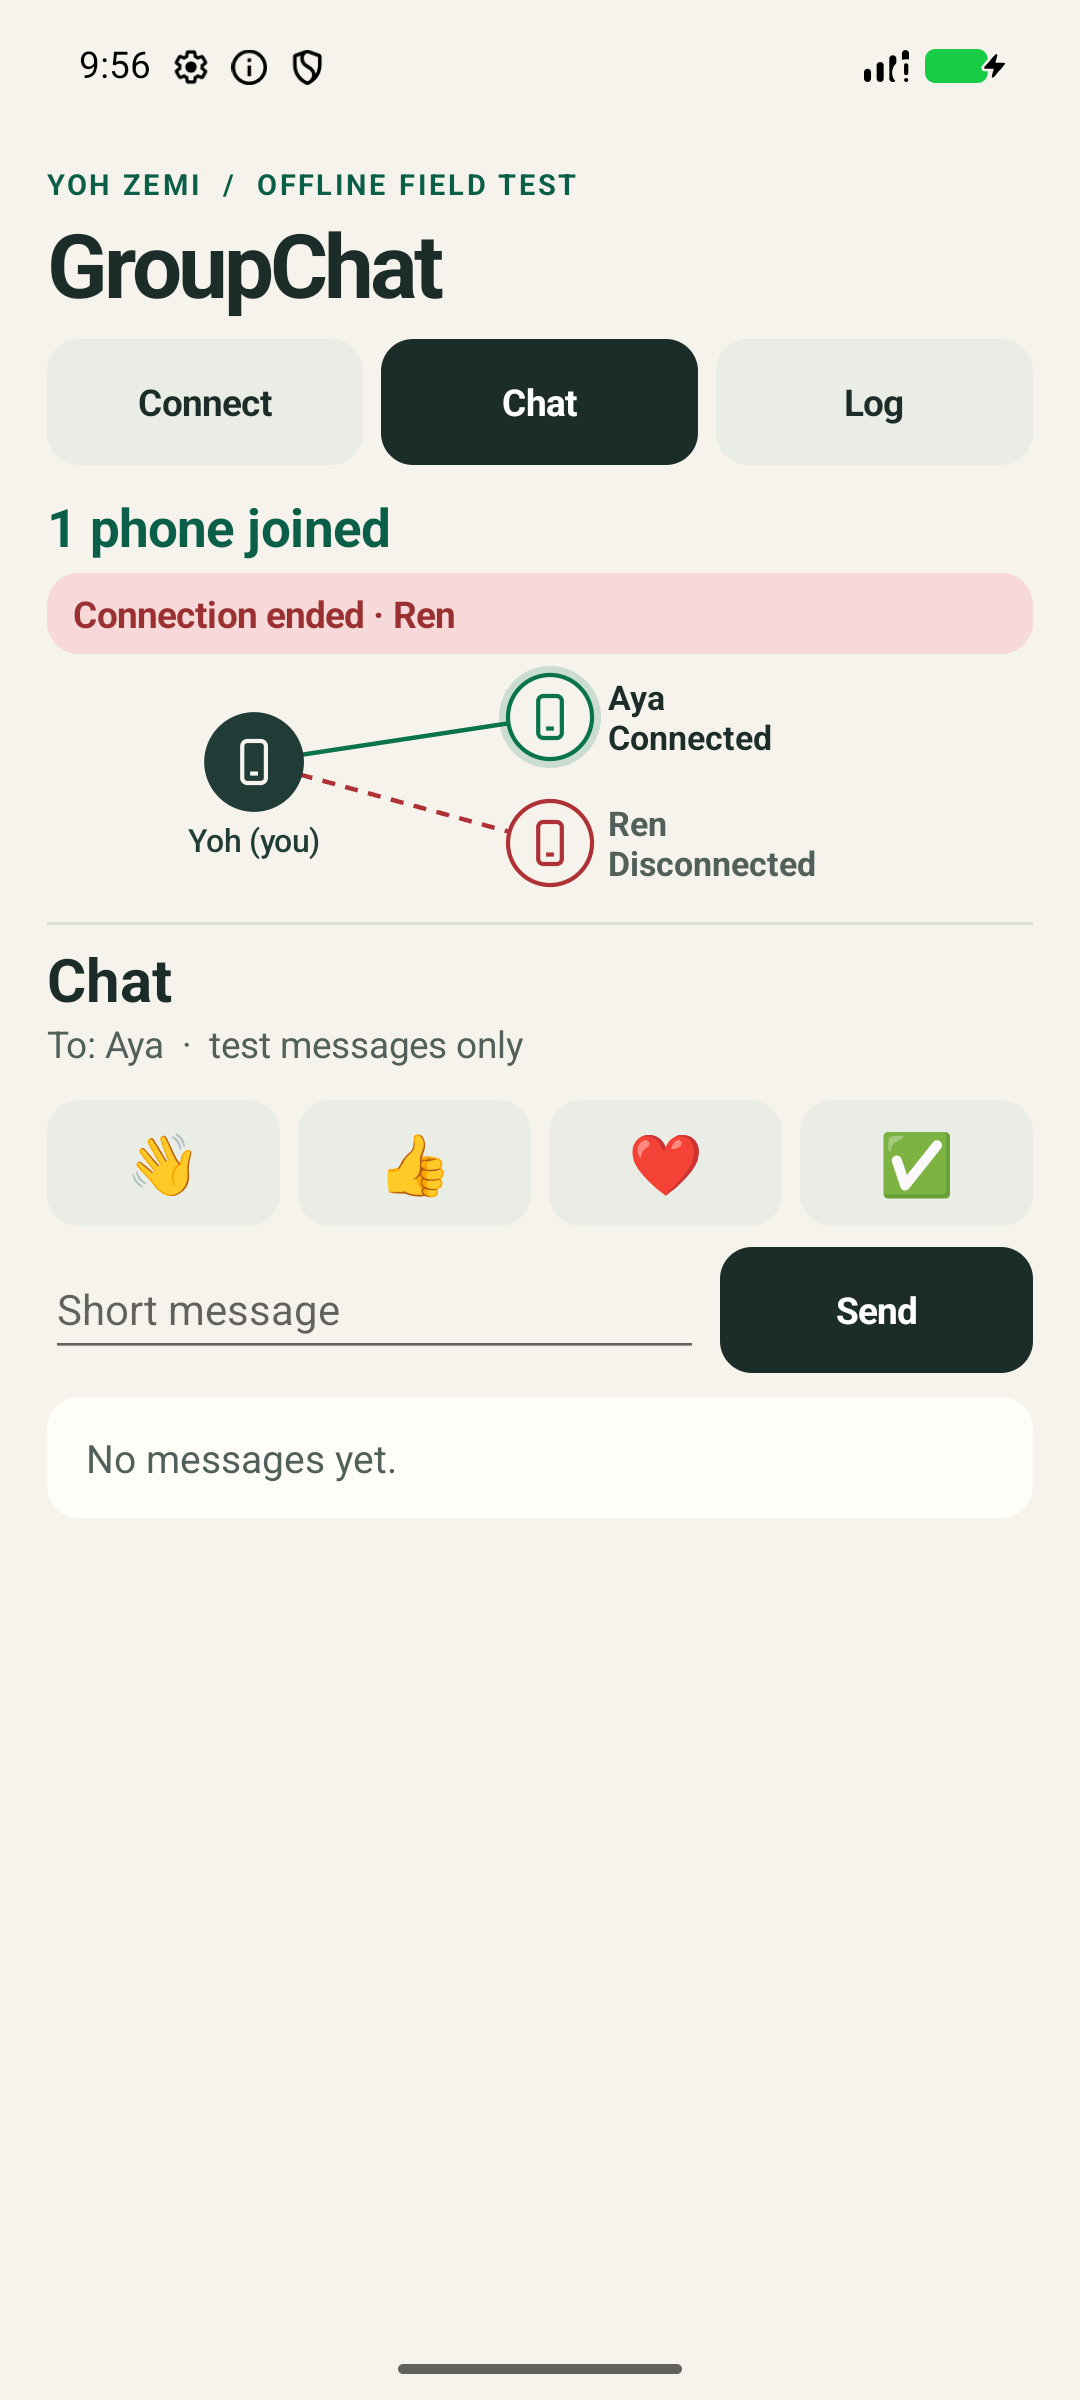 9:56
YOH ZEMI / OFFLINE FIELD TEST
GroupChat
Connect
Chat
Log
1 phone joined
Connection ended · Ren
Aya
Connected
Yoh (you)
Ren
Disconnected
Chat
To: Aya · test messages only
👋 👍 ❤️ ✅
Short message
Send
No messages yet.